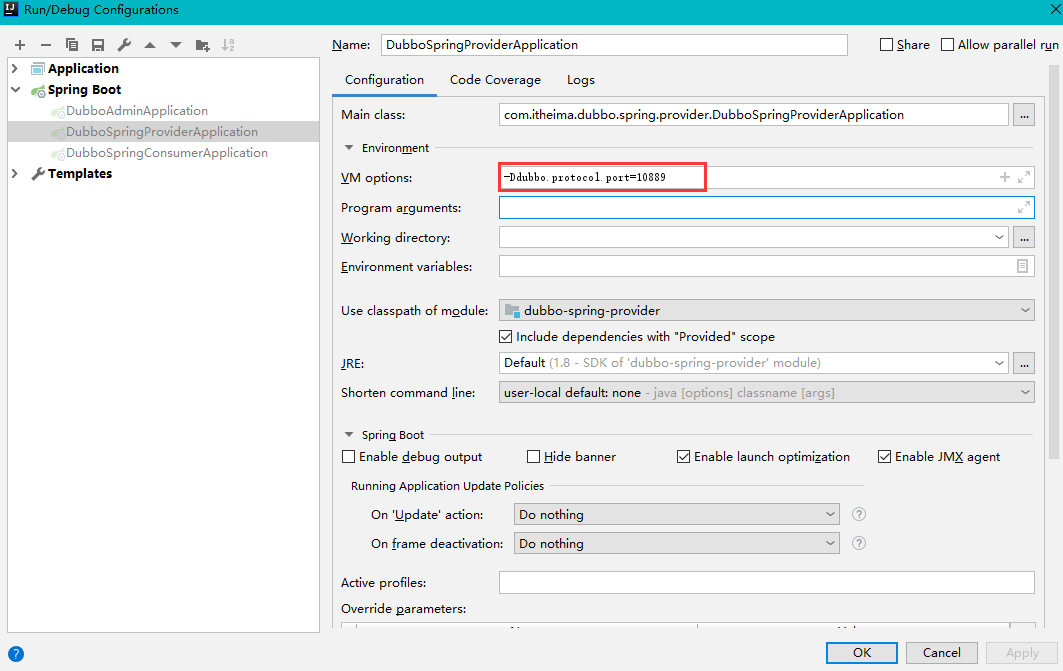 Run/Debug Configurations
Name: DubboSpringProviderApplication
Share
Allow parallel run
Application
Spring Boot
DubboAdminApplication
DubboSpringProviderApplication
DubboSpringConsumerApplication
Templates
Configuration Code Coverage Logs
Main class: com.itheima.dubbo.spring.provider.DubboSpringProviderApplication ...
Environment
VM options: -Ddubbo.protocol.port=10889
Program arguments:
Working directory: ...
Environment variables:
Use classpath of module: dubbo-spring-provider
Include dependencies with "Provided" scope
JRE: Default (1.8 - SDK of 'dubbo-spring-provider' module) ...
Shorten command line: user-local default: none - java [options] classname [args]
Spring Boot
Enable debug output Hide banner Enable launch optimization Enable JMX agent
Running Application Update Policies
On 'Update' action: Do nothing ?
On frame deactivation: Do nothing ?
Active profiles:
Override parameters:
? OK Cancel Apply